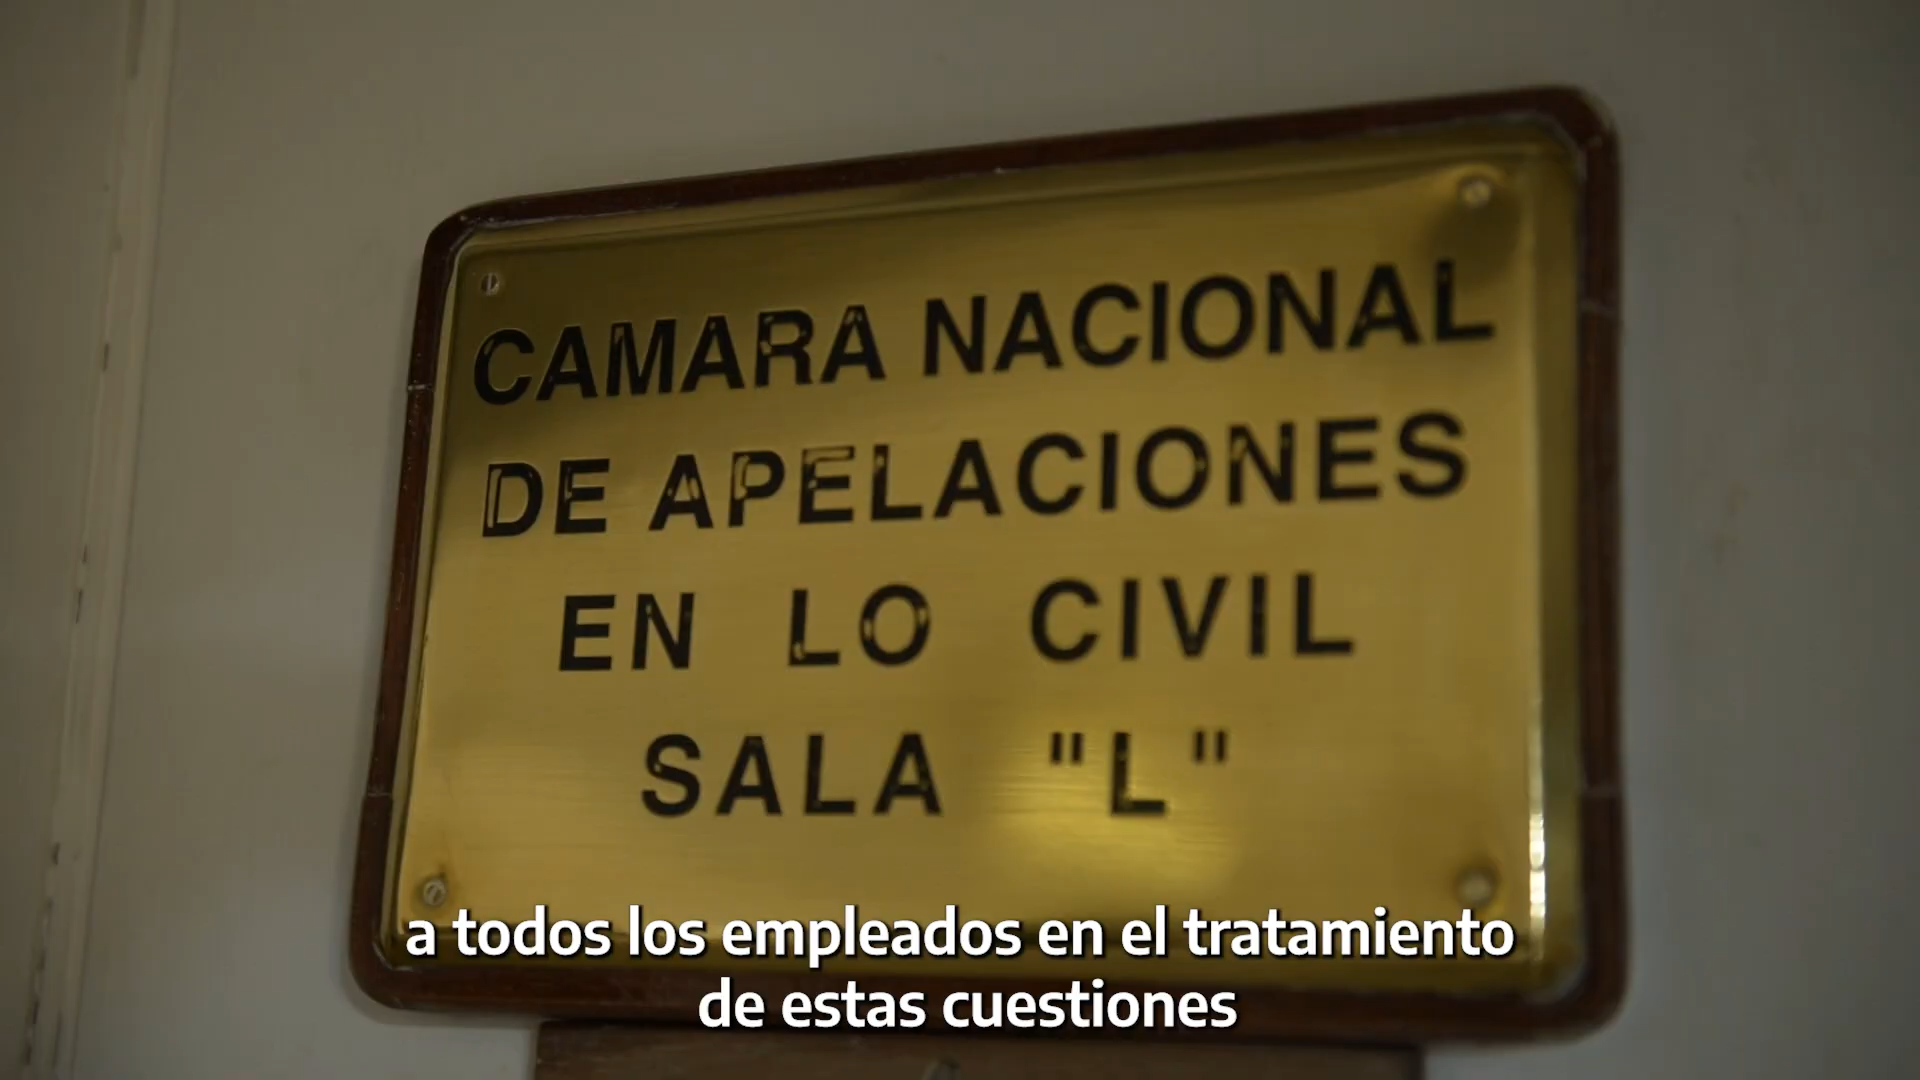 CAMARA NACIONAL
DE APELACIONES
EN LO CIVIL
SALA "L"
a todos los empleados en el tratamiento
de estas cuestiones